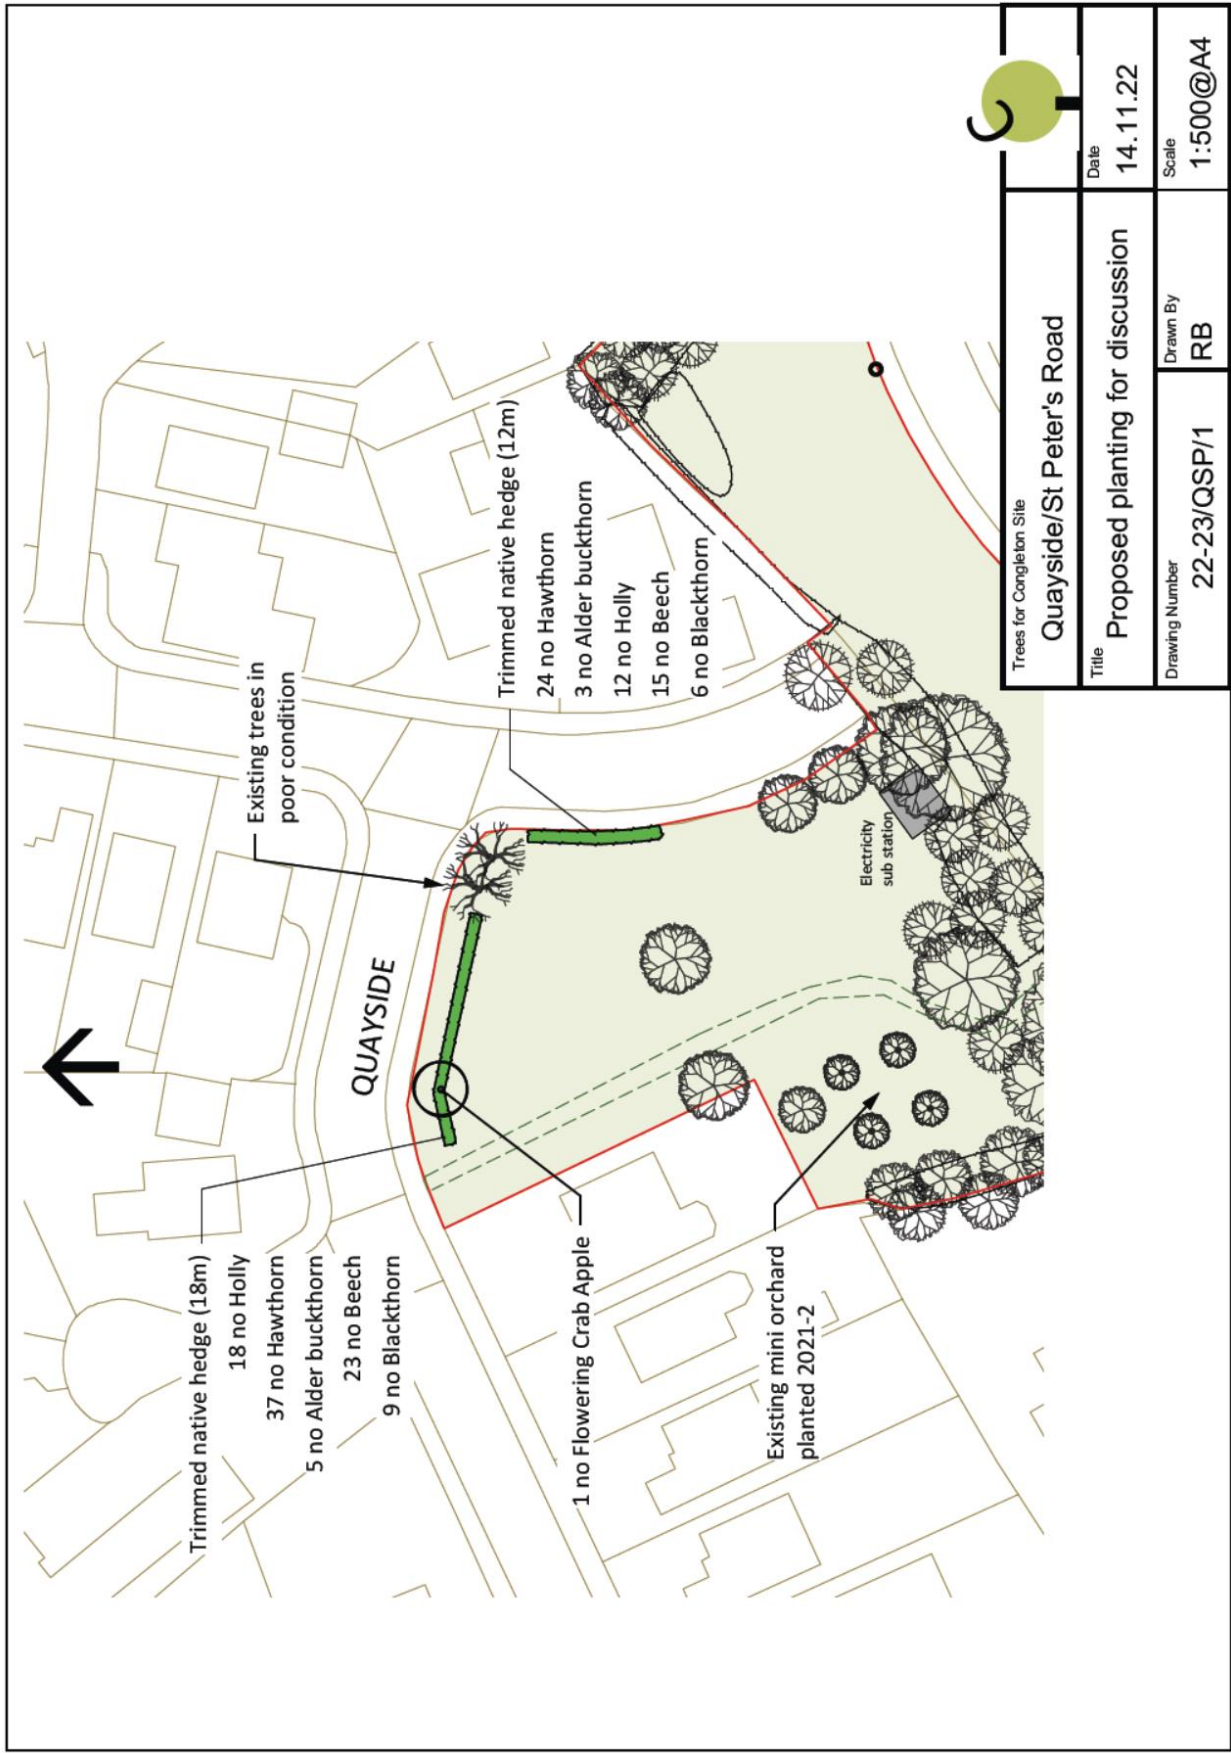 Trimmed native hedge (18m)
18 no Holly
37 no Hawthorn
5 no Alder buckthorn
23 no Beech
9 no Blackthorn
QUAYSIDE
Existing trees in
poor condition
Trimmed native hedge (12m)
24 no Hawthorn
3 no Alder buckthorn
12 no Holly
15 no Beech
6 no Blackthorn
1 no Flowering Crab Apple
Existing mini orchard
planted 2021-2
Electricity
sub station
Trees for Congleton Site
Quayside/St Peter's Road
Title
Proposed planting for discussion
Date
14.11.22
Drawing Number
22-23/QSP/1
Drawn By
RB
Scale
1:500@A4